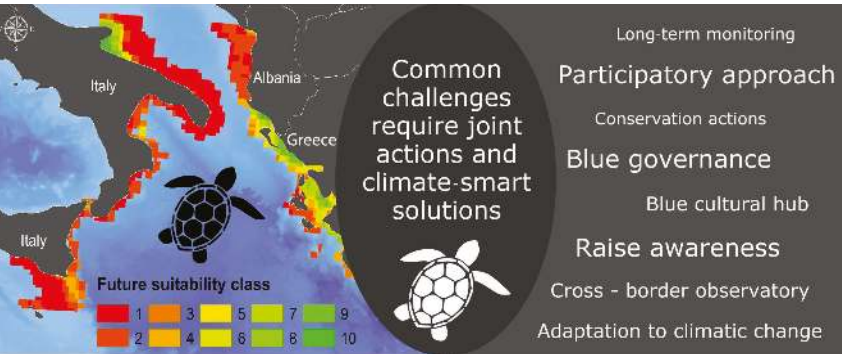 Italy
Albania
Greece
Italy
Future suitability class
1 3 5 7 9
2 4 6 8 10
Common
challenges
require joint
actions and
climate-smart
solutions
Long-term monitoring
Participatory approach
Conservation actions
Blue governance
Blue cultural hub
Raise awareness
Cross - border observatory
Adaptation to climatic change